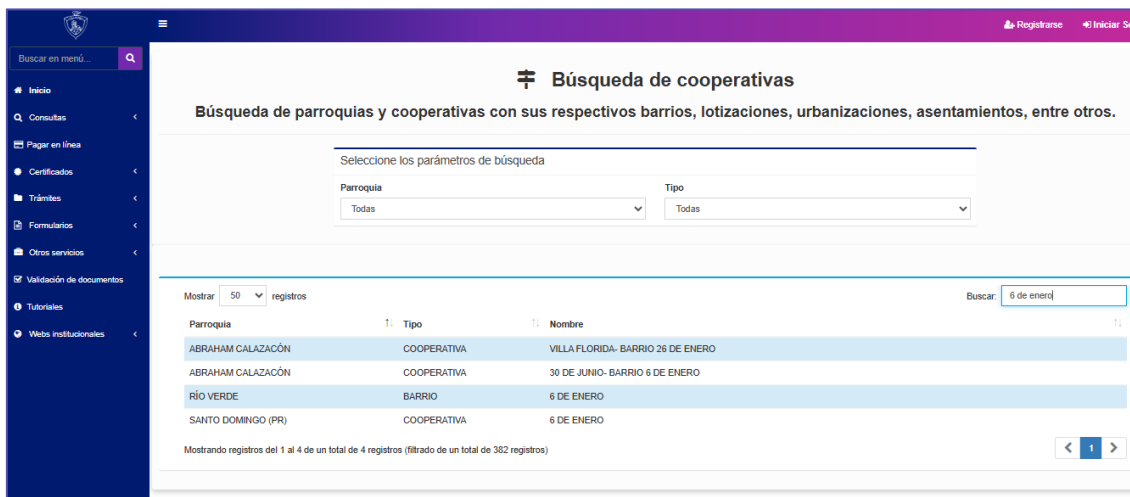 Registrarse Iniciar Se
Buscar en menú...
Inicio
Consultas
Pagar en línea
Certificados
Trámites
Formularios
Otros servicios
Validación de documentos
Tutoriales
Webs institucionales
Búsqueda de cooperativas
Búsqueda de parroquias y cooperativas con sus respectivos barrios, lotizaciones, urbanizaciones, asentamientos, entre otros.
Seleccione los parámetros de búsqueda
Parroquia Tipo
Todas Todas
Mostrar 50 registros Buscar: 6 de enero
Parroquia Tipo Nombre
ABRAHAM CALAZACÓN COOPERATIVA VILLA FLORIDA- BARRIO 26 DE ENERO
ABRAHAM CALAZACÓN COOPERATIVA 30 DE JUNIO- BARRIO 6 DE ENERO
RÍO VERDE BARRIO 6 DE ENERO
SANTO DOMINGO (PR) COOPERATIVA 6 DE ENERO
Mostrando registros del 1 al 4 de un total de 4 registros (filtrado de un total de 382 registros)
1